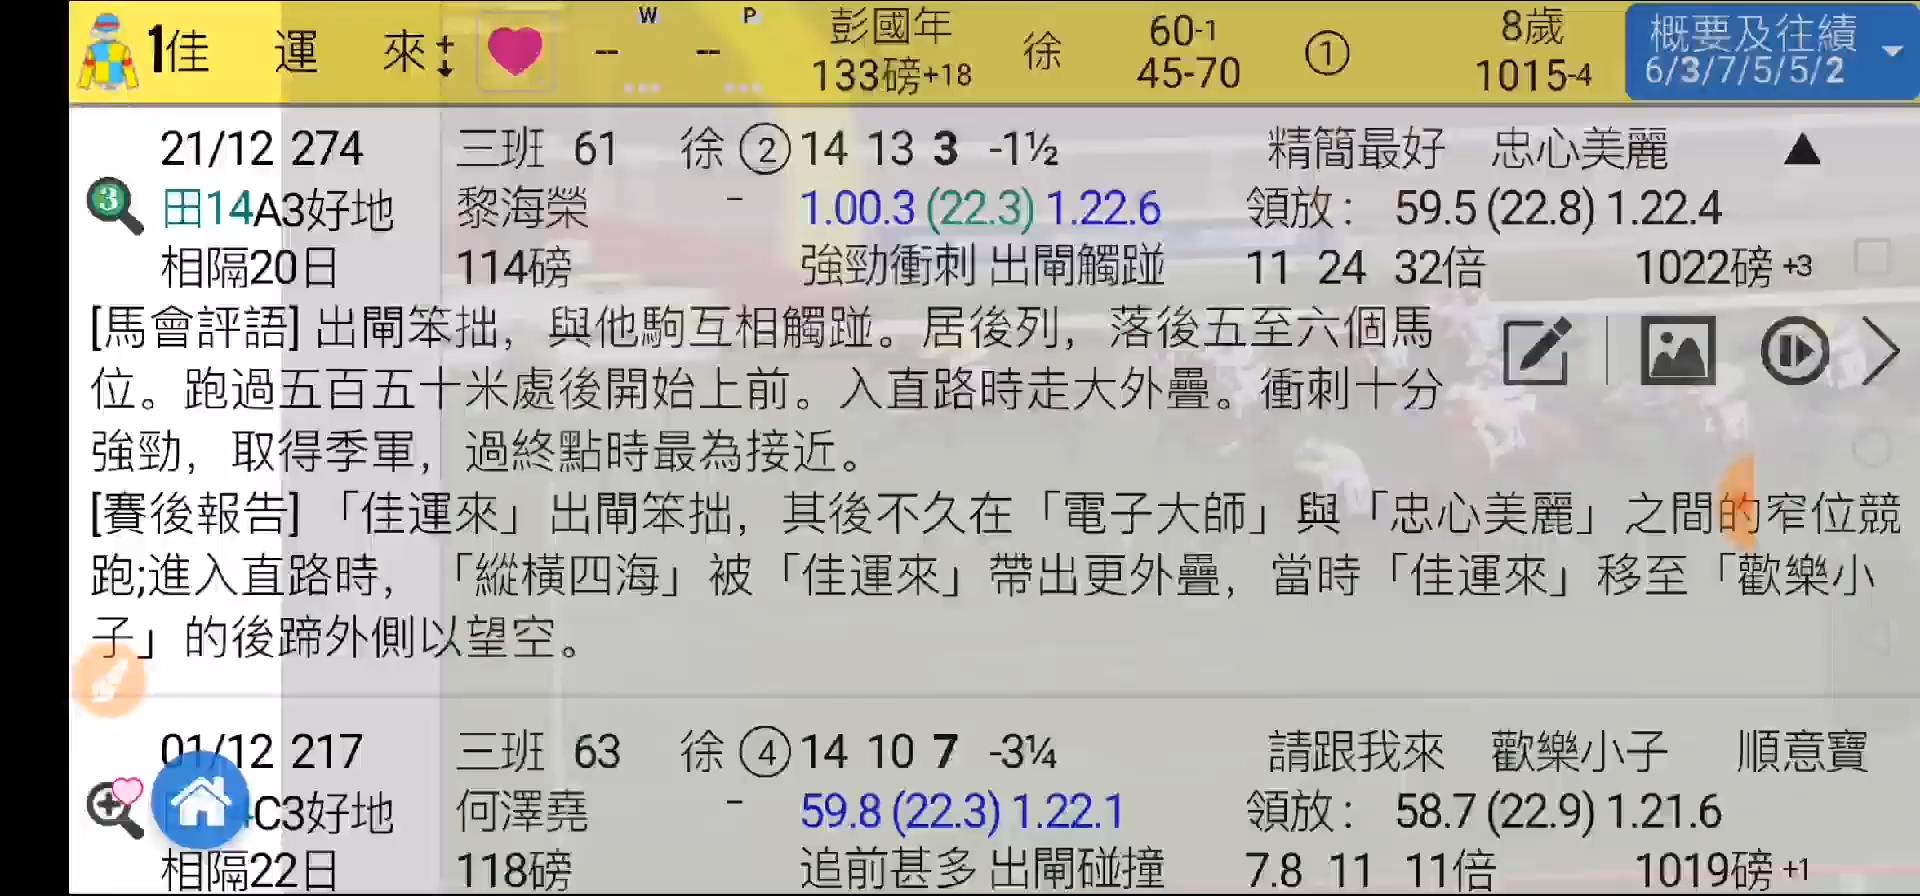 1佳 運 來 W P 彭國年 徐 60-1 ① 8歲 概要及往績
-- -- 133磅+18 45-70 1015-4 6/3/7/5/5/2
21/12 274 三班 61 徐 ② 14 13 3 -1½ 精簡最好 忠心美麗
3 田14A3好地 黎海榮 - 1.00.3 (22.3) 1.22.6 領放： 59.5 (22.8) 1.22.4
相隔20日 114磅 強勁衝刺 出閘觸踫 11 24 32倍 1022磅 +3
[馬會評語] 出閘笨拙，與他駒互相觸踫。居後列，落後五至六個馬
位。跑過五百五十米處後開始上前。入直路時走大外疊。衝刺十分
強勁，取得季軍，過終點時最為接近。
[賽後報告] 「佳運來」出閘笨拙，其後不久在「電子大師」與「忠心美麗」之間的窄位競
跑;進入直路時，「縱橫四海」被「佳運來」帶出更外疊，當時「佳運來」移至「歡樂小
子」的後蹄外側以望空。
01/12 217 三班 63 徐 ④ 14 10 7 -3¼ 請跟我來 歡樂小子 順意寶
C3好地 何澤堯 - 59.8 (22.3) 1.22.1 領放： 58.7 (22.9) 1.21.6
相隔22日 118磅 追前甚多 出閘碰撞 7.8 11 11倍 1019磅 +1